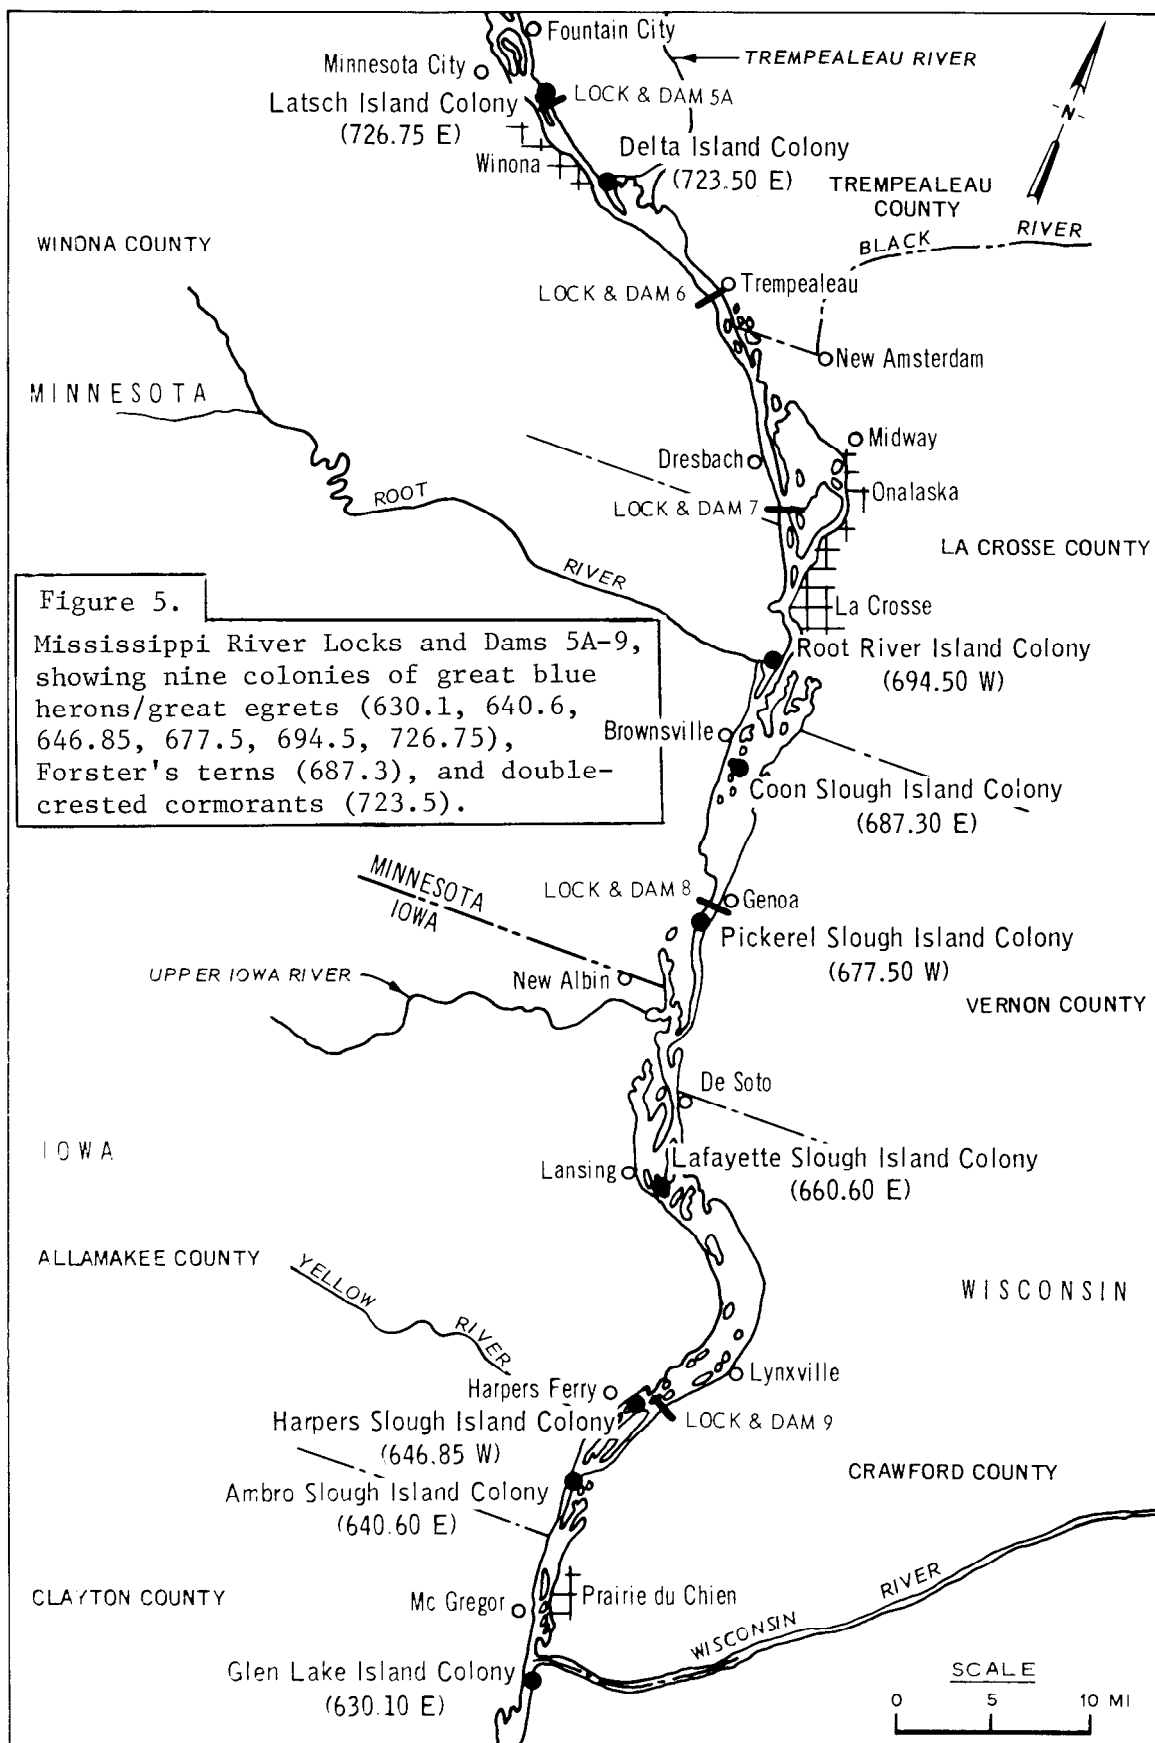 Fountain City
TREMPEALEAU RIVER
Minnesota City
LOCK & DAM 5A
Latsch Island Colony
(726.75 E)
N
Delta Island Colony
(723.50 E)
Winona
TREMPEALEAU
COUNTY
WINONA COUNTY
BLACK RIVER
LOCK & DAM 6
Trempealeau
New Amsterdam
MINNESOTA
Midway
Dresbach
Onalaska
ROOT
LOCK & DAM 7
LA CROSSE COUNTY
RIVER
La Crosse
Figure 5.
Mississippi River Locks and Dams 5A-9,
showing nine colonies of great blue
herons/great egrets (630.1, 640.6,
646.85, 677.5, 694.5, 726.75),
Forster's terns (687.3), and double-
crested cormorants (723.5).
Root River Island Colony
(694.50 W)
Brownsville
Coon Slough Island Colony
(687.30 E)
MINNESOTA
IOWA
LOCK & DAM 8
Genoa
Pickerel Slough Island Colony
(677.50 W)
UPPER IOWA RIVER
New Albin
VERNON COUNTY
De Soto
IOWA
Lansing
Lafayette Slough Island Colony
(660.60 E)
ALLAMAKEE COUNTY
YELLOW
RIVER
WISCONSIN
Lynxville
Harpers Ferry
Harpers Slough Island Colony
(646.85 W)
LOCK & DAM 9
Ambro Slough Island Colony
(640.60 E)
CRAWFORD COUNTY
CLAYTON COUNTY
Mc Gregor
Prairie du Chien
WISCONSIN RIVER
Glen Lake Island Colony
(630.10 E)
SCALE
0 5 10 MI